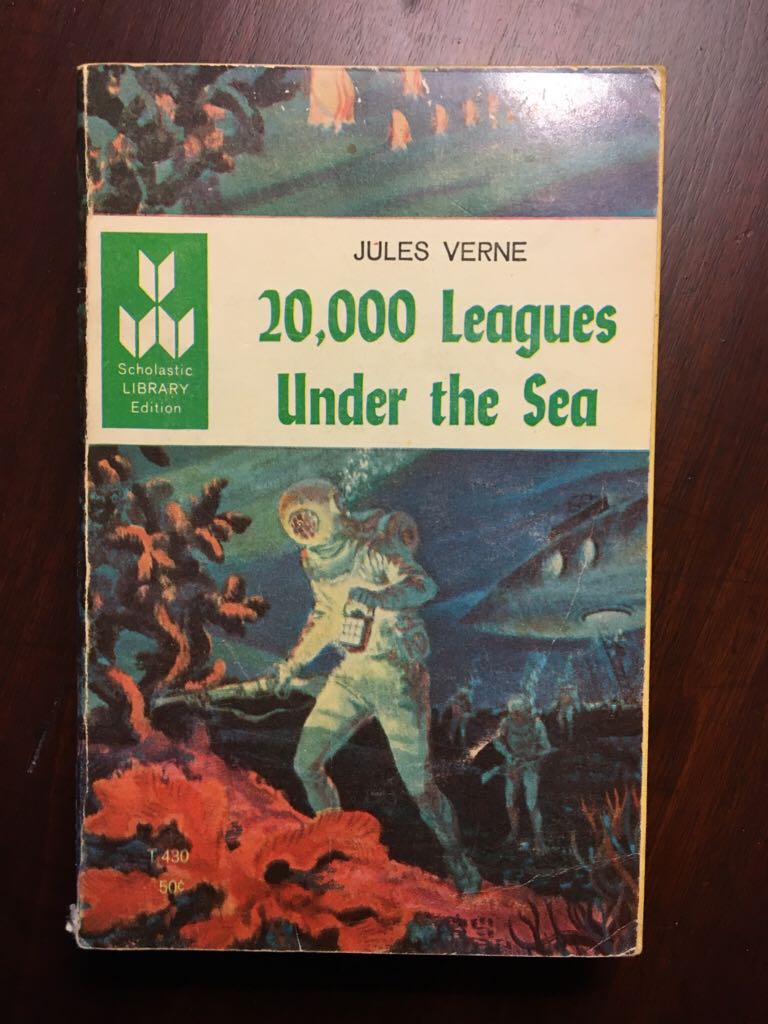 JULES VERNE
20,000 Leagues
Under the Sea
Scholastic
LIBRARY
Edition
T 430
50¢